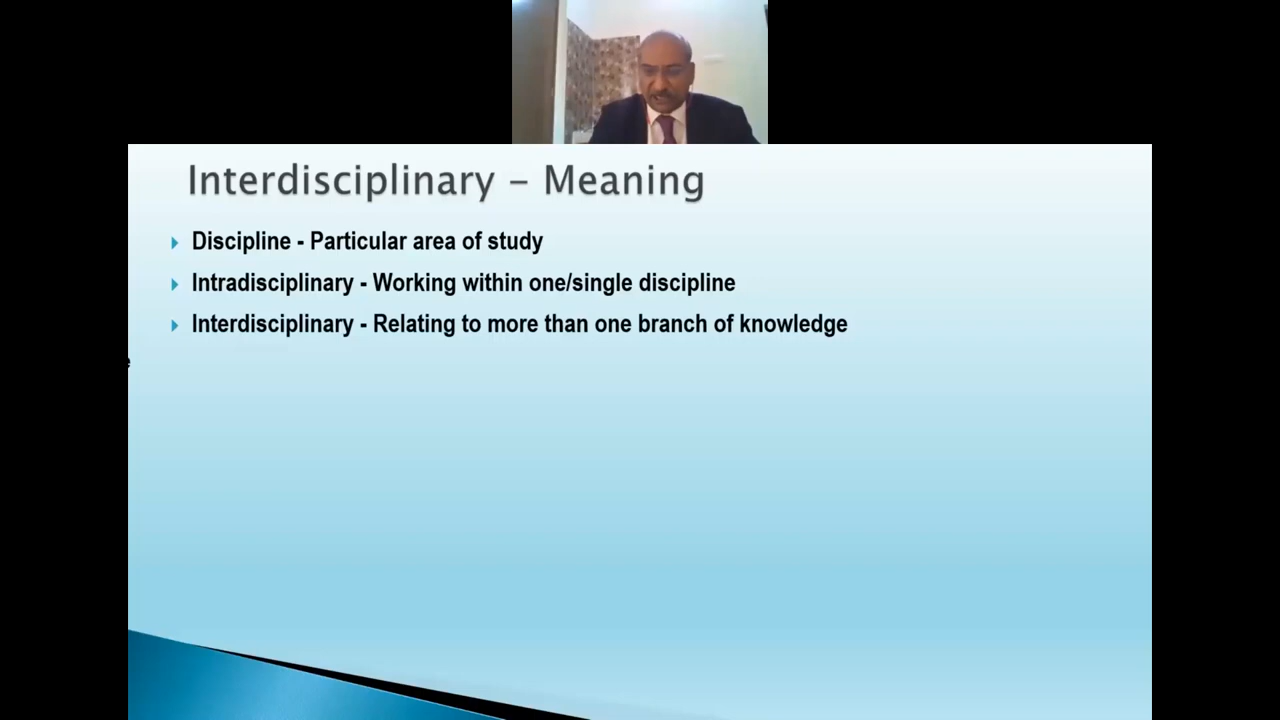 Interdisciplinary – Meaning
Discipline - Particular area of study
Intradisciplinary - Working within one/single discipline
Interdisciplinary - Relating to more than one branch of knowledge
e